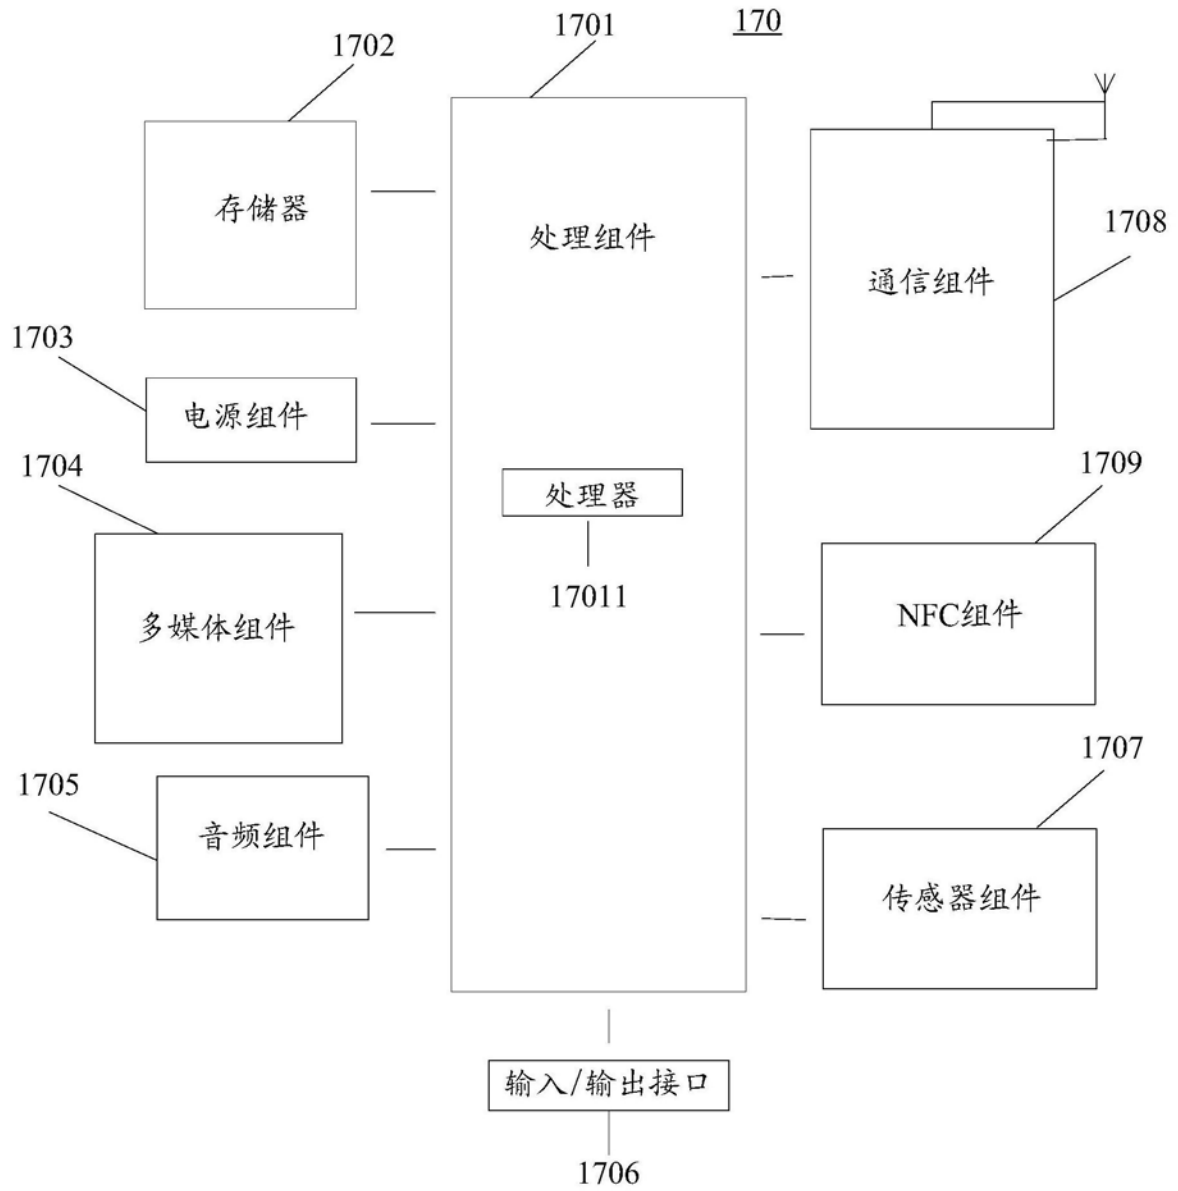 1701
170
1702
存储器
处理组件
1708
通信组件
1703
电源组件
1704
处理器
1709
17011
多媒体组件
NFC组件
1707
1705
音频组件
传感器组件
输入/输出接口
1706